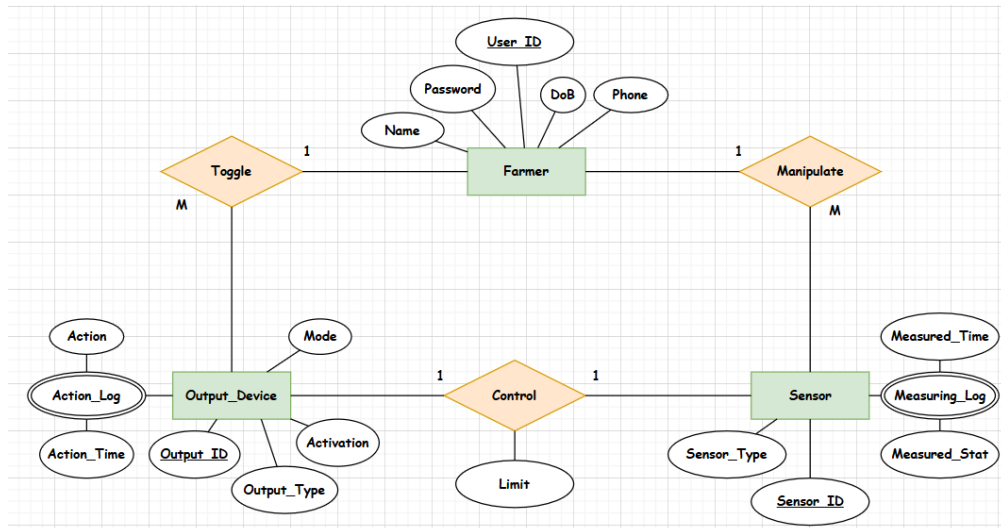 User_ID
Password
DoB
Phone
Name
1
1
Toggle
Farmer
Manipulate
M
M
Action
Mode
Measured_Time
1
1
Action_Log
Output_Device
Control
Sensor
Measuring_Log
Action_Time
Output_ID
Activation
Sensor_Type
Measured_Stat
Output_Type
Limit
Sensor_ID